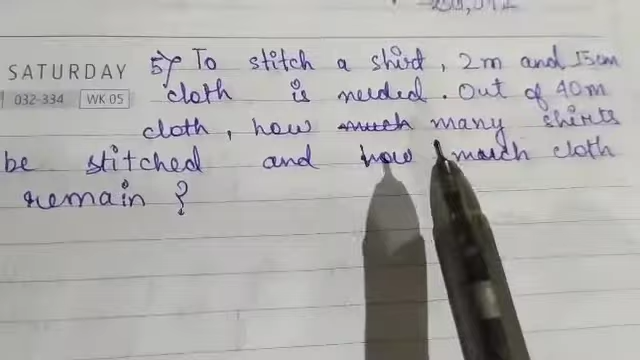 SATURDAY
032-334 WK 05
5) To stitch a shirt, 2m and 15cm
cloth is needed. Out of 40m
cloth, how much many shirts
be stitched and how much cloth
remain ?